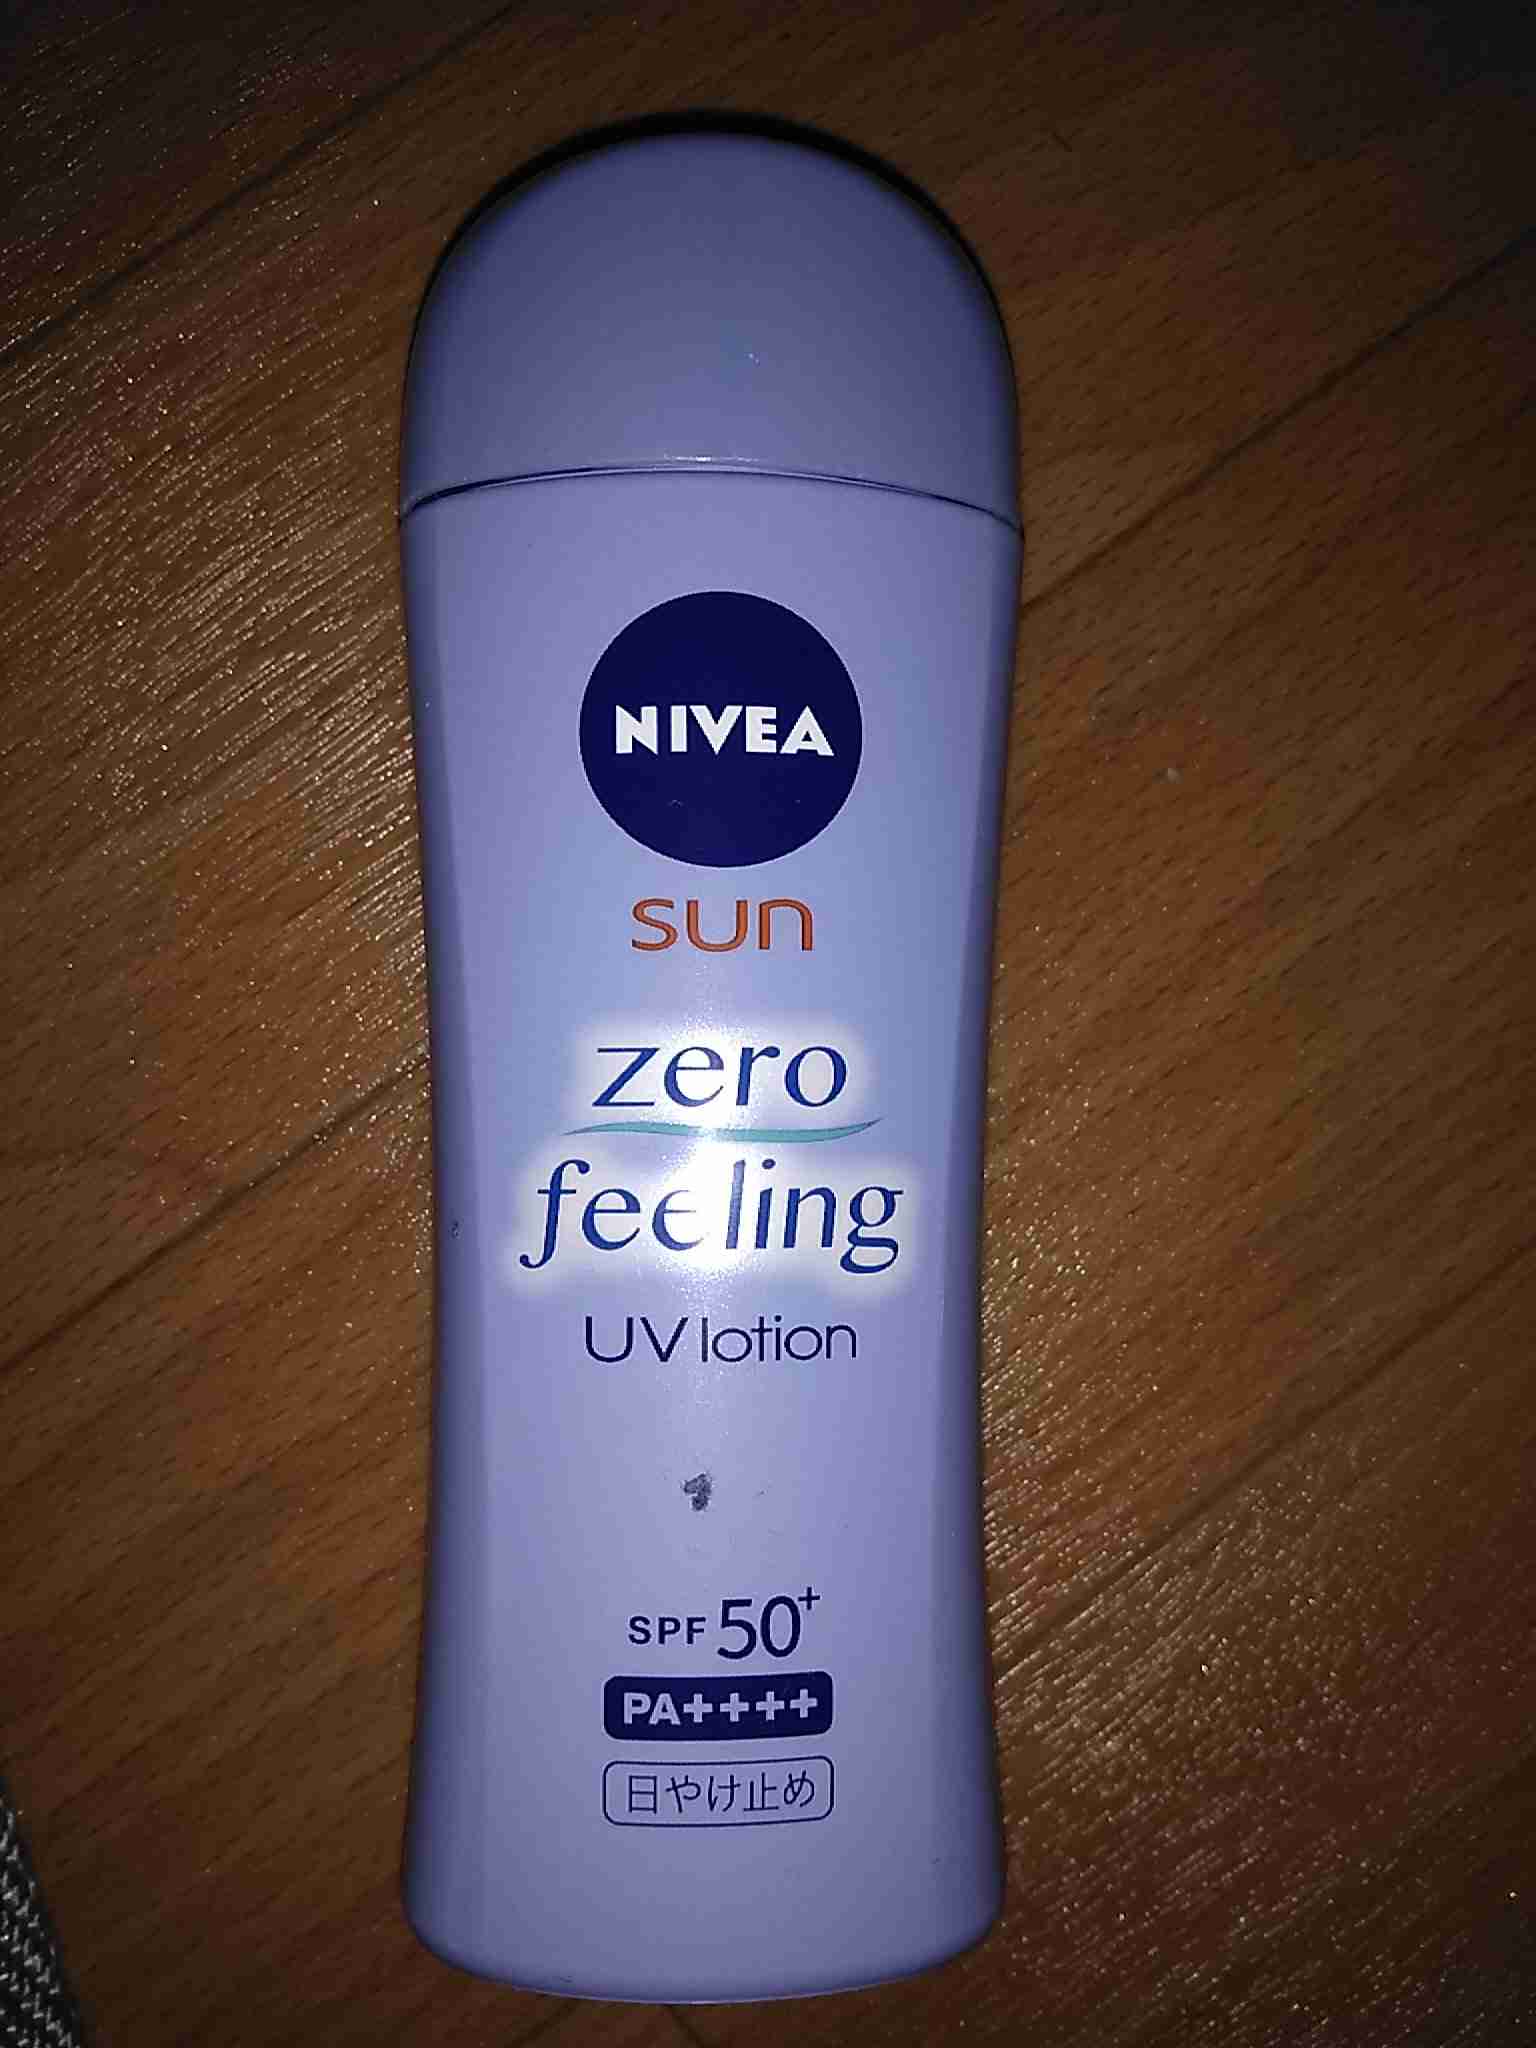 NIVEA
sun
zero
feeling
UV lotion
SPF 50+
PA++++
日やけ止め